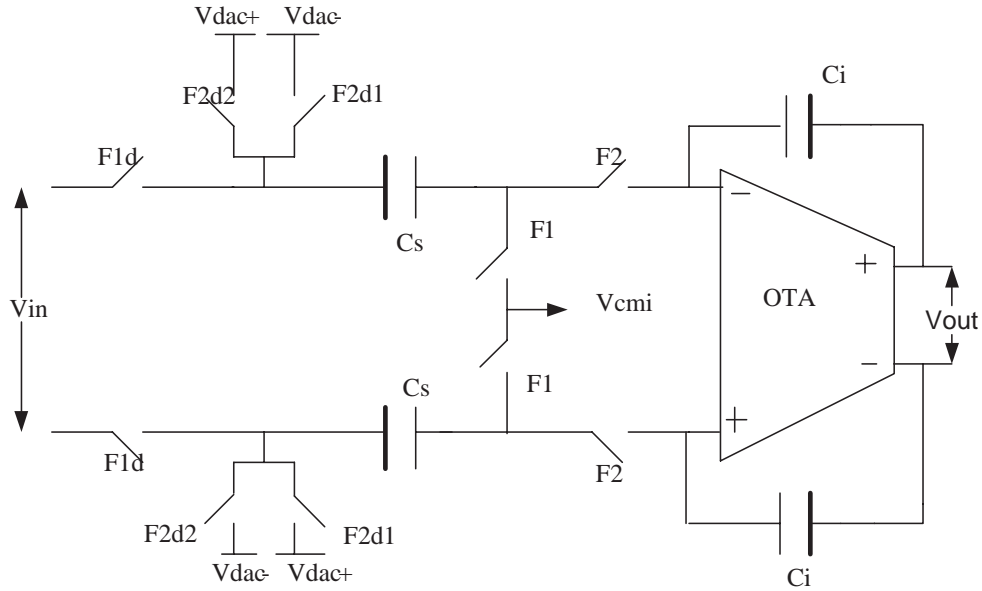 Vdac+ Vdac-
F2d2 F2d1
Ci
F1d F2
−
Cs F1
+
Vin Vcmi OTA Vout
−
Cs F1
+
F1d F2
F2d2 F2d1
Vdac- Vdac+
Ci